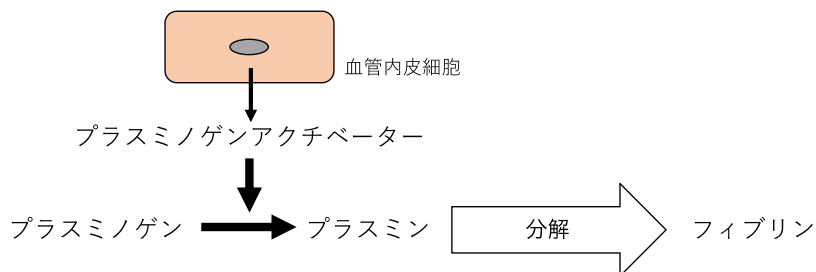 血管内皮細胞
プラスミノゲンアクチベーター
プラスミノゲン プラスミン 分解 フィブリン